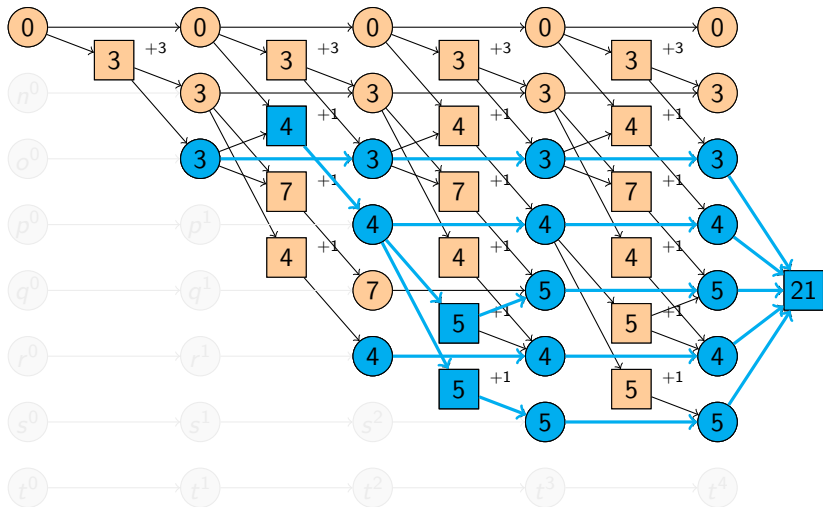 0 0 0 0 0
3 +3 3 +3 3 +3 3 +3
n⁰ 3 3 3 3
4 +1 4 +1 4 +1
o⁰ 3 3 3 3
7 +1 7 +1 7 +1
p⁰ p¹ 4 4 4
4 +1 4 +1 4 +1
q⁰ q¹ 7 5 5 21
5 +1 5 +1
r⁰ r¹ 4 4 4
5 +1 5 +1
s⁰ s¹ s² 5 5
t⁰ t¹ t² t³ t⁴